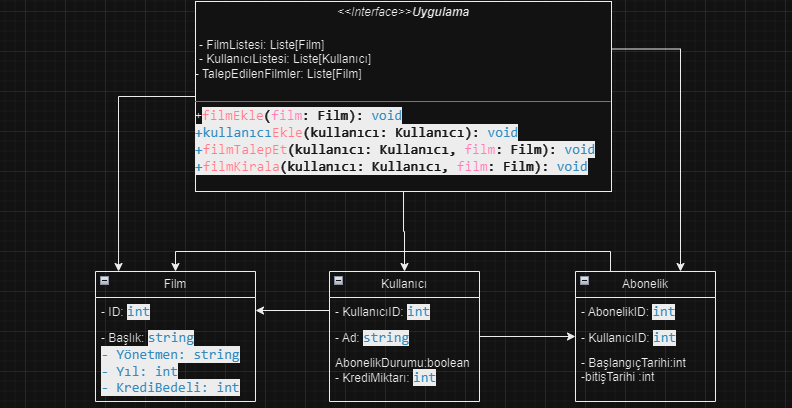 <<Interface>>Uygulama
- FilmListesi: Liste[Film]
- KullanıcıListesi: Liste[Kullanıcı]
- TalepEdilenFilmler: Liste[Film]
+filmEkle(film: Film): void
+kullanıcıEkle(kullanıcı: Kullanıcı): void
+filmTalepEt(kullanıcı: Kullanıcı, film: Film): void
+filmKirala(kullanıcı: Kullanıcı, film: Film): void
Film
- ID: int
- Başlık: string
- Yönetmen: string
- Yıl: int
- KrediBedeli: int
Kullanıcı
- KullanıcıID: int
- Ad: string
AbonelikDurumu:boolean
- KrediMiktarı: int
Abonelik
- AbonelikID: int
- KullanıcıID: int
- BaşlangıçTarihi:int
-bitişTarihi :int